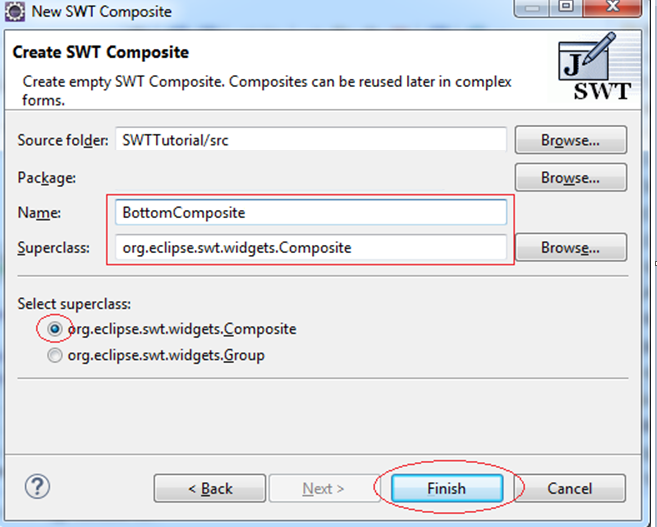 New SWT Composite
Create SWT Composite
Create empty SWT Composite. Composites can be reused later in complex
forms.
J
SWT
Source folder: SWTTutorial/src Browse...
Package: Browse...
Name: BottomComposite
Superclass: org.eclipse.swt.widgets.Composite Browse...
Select superclass:
org.eclipse.swt.widgets.Composite
org.eclipse.swt.widgets.Group
? < Back Next > Finish Cancel